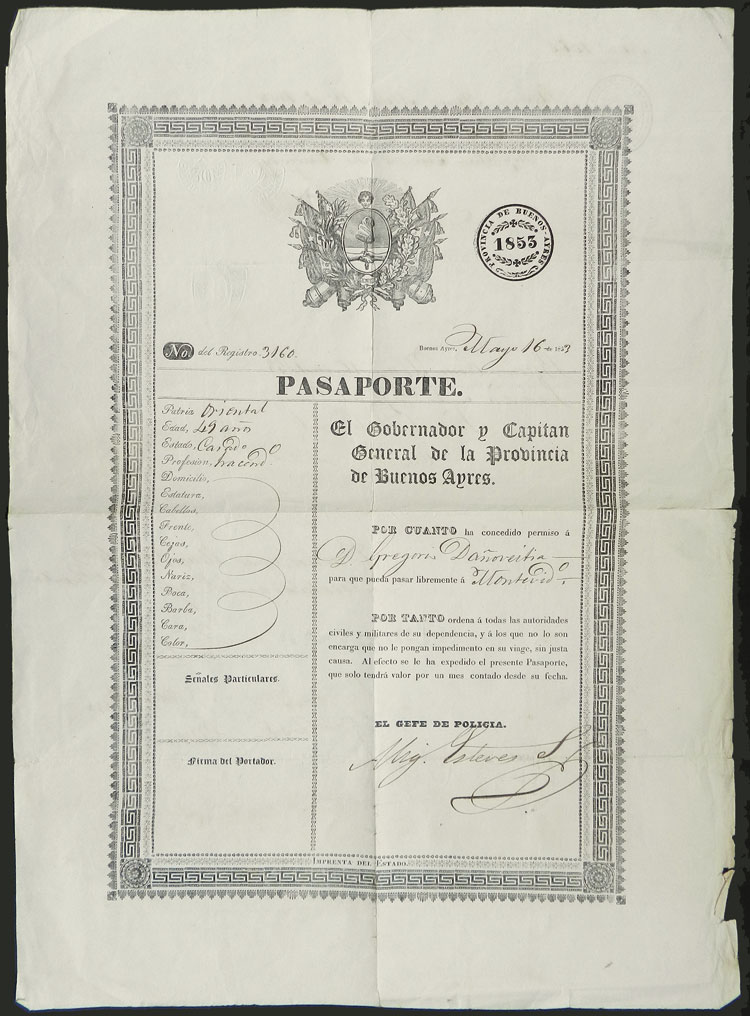 PROVINCIA DE BUENOS-AYRES
1853
No. del Registro 3160.
Buenos Ayres, Mayo 16 de 1853
PASAPORTE.
Patria Oriental
Edad, 49 años
Estado, Casado
Profesion, hacendo.
Domicilio,
Estatura,
Cabellos,
Frente,
Cejas,
Ojos,
Nariz,
Boca,
Barba,
Cara,
Color,
Señales Particulares.
Firma del Portador.
El Gobernador y Capitan
General de la Provincia
de Buenos Ayres.
POR CUANTO ha concedido permiso á
D. Gregorio
para que pueda pasar libremente á Montevido.
POR TANTO ordena á todas las autoridades
civiles y militares de su dependencia, y á los que no lo son
encarga que no le pongan impedimento en su viage, sin justa
causa. Al efecto se le ha expedido el presente Pasaporte,
que solo tendrá valor por un mes contado desde su fecha.
EL GEFE DE POLICIA.
Mig. Esteves
IMPRENTA DEL ESTADO.